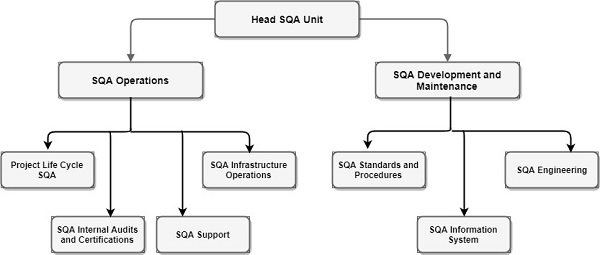 Head SQA Unit
SQA Operations
SQA Development and
Maintenance
Project Life Cycle
SQA
SQA Infrastructure
Operations
SQA Standards and
Procedures
SQA Engineering
SQA Internal Audits
and Certifications
SQA Support
SQA Information
System